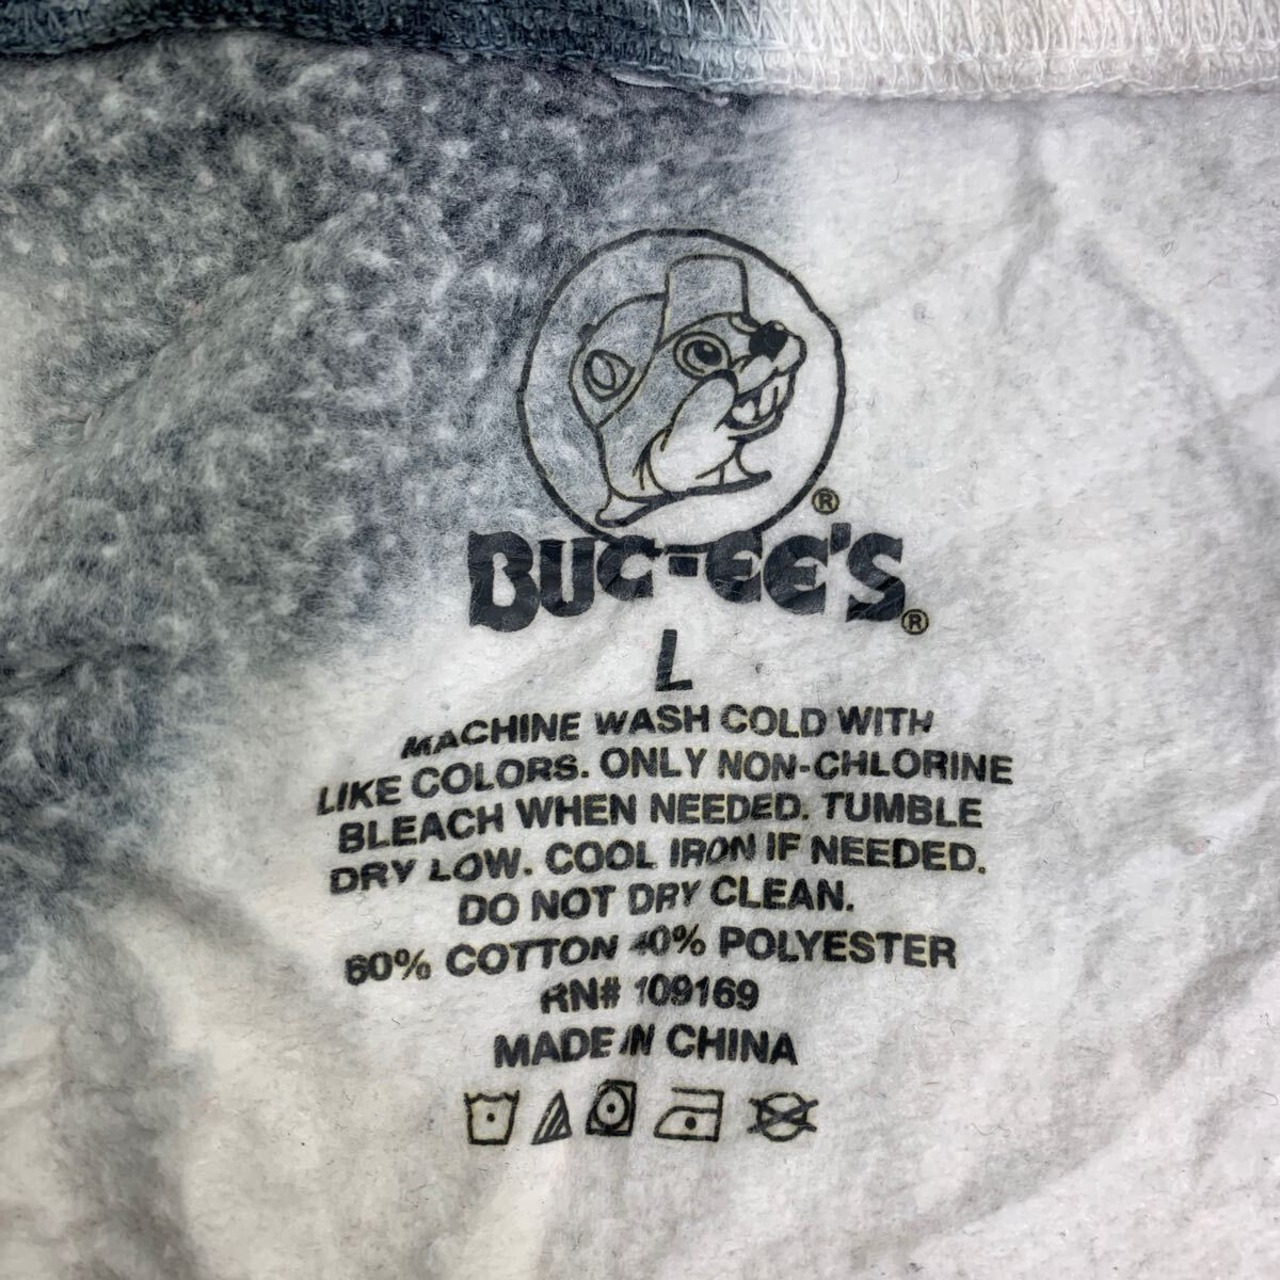 ®
BUC-EE'S®
L
MACHINE WASH COLD WITH
LIKE COLORS. ONLY NON-CHLORINE
BLEACH WHEN NEEDED. TUMBLE
DRY LOW. COOL IRON IF NEEDED.
DO NOT DRY CLEAN.
60% COTTON 40% POLYESTER
RN# 109169
MADE IN CHINA